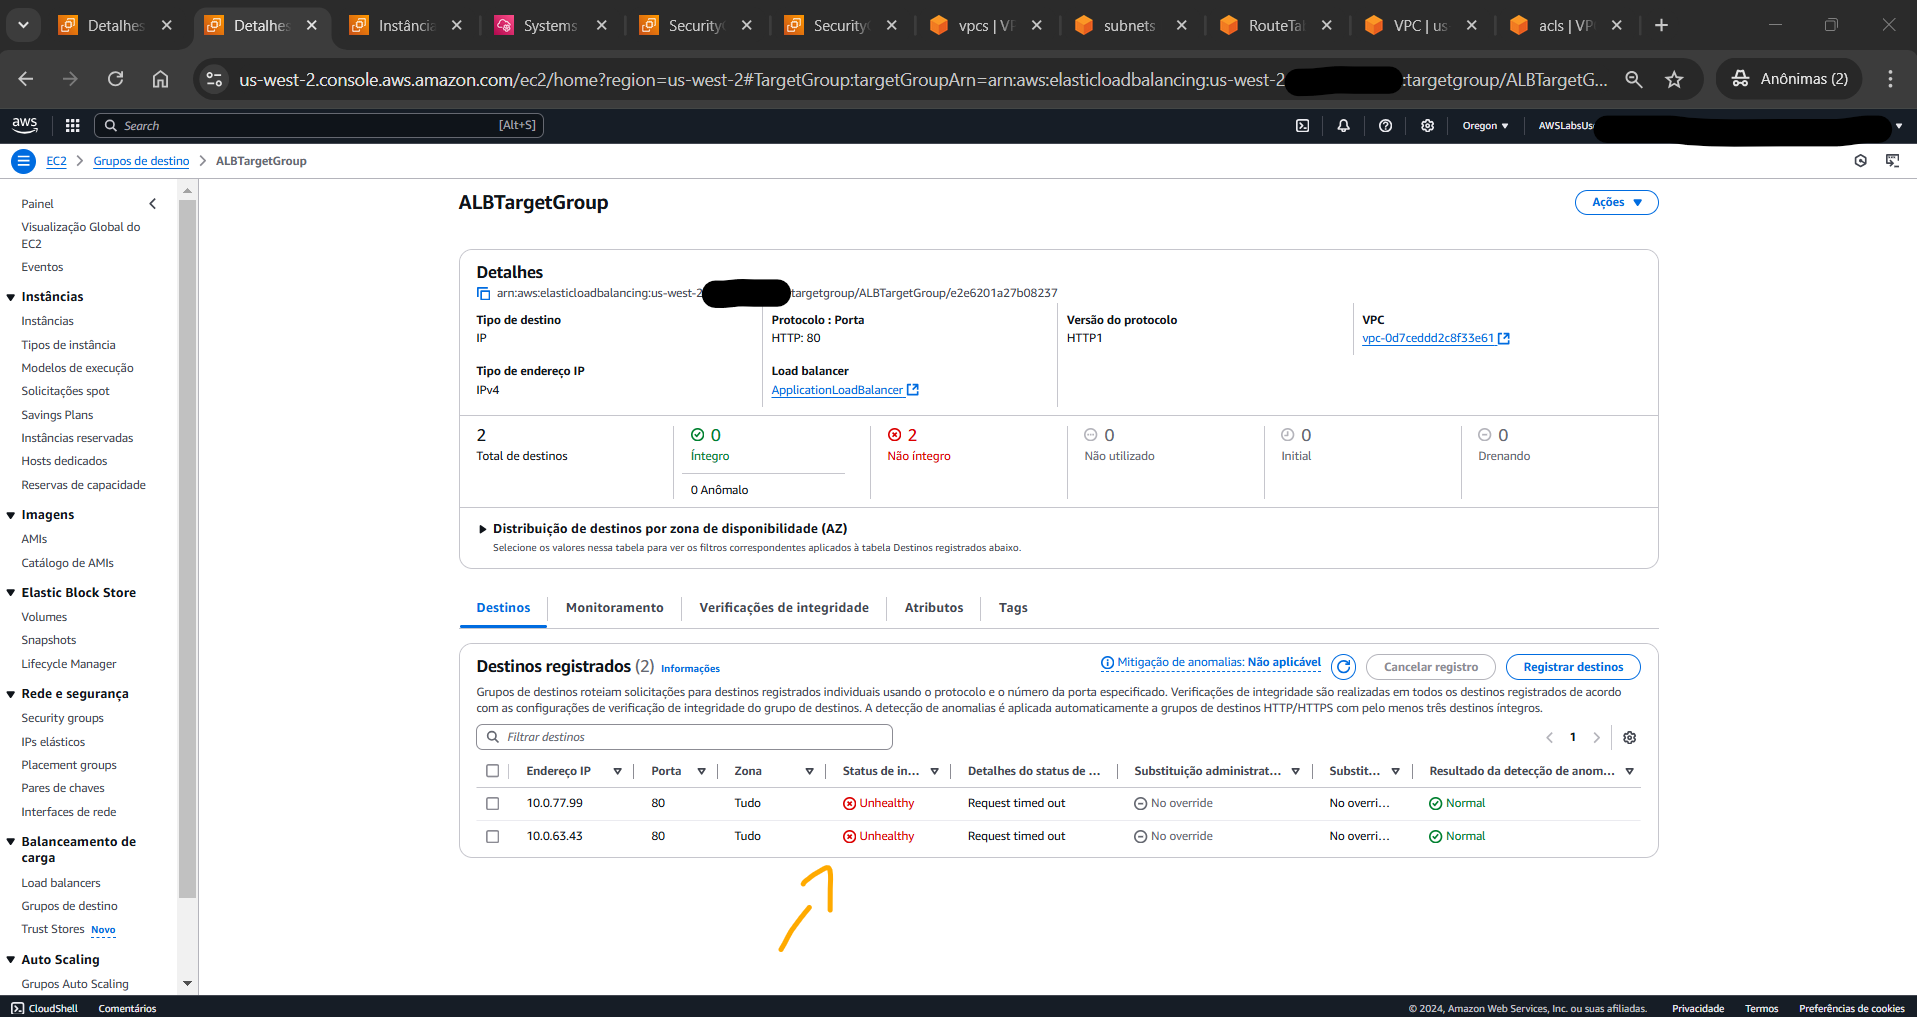 Detalhes
Detalhes
Instância
Systems
Security
Security
vpcs | VP
subnets
RouteTab
VPC | us
acls | VP
us-west-2.console.aws.amazon.com/ec2/home?region=us-west-2#TargetGroup:targetGroupArn=arn:aws:elasticloadbalancing:us-west-2 :targetgroup/ALBTargetG...
Anônimas (2)
aws
Search
[Alt+S]
Oregon
AWSLabsUs
EC2 > Grupos de destino > ALBTargetGroup
Painel
Visualização Global do
EC2
Eventos
Instâncias
Instâncias
Tipos de instância
Modelos de execução
Solicitações spot
Savings Plans
Instâncias reservadas
Hosts dedicados
Reservas de capacidade
Imagens
AMIs
Catálogo de AMIs
Elastic Block Store
Volumes
Snapshots
Lifecycle Manager
Rede e segurança
Security groups
IPs elásticos
Placement groups
Pares de chaves
Interfaces de rede
Balanceamento de
carga
Load balancers
Grupos de destino
Trust Stores Novo
Auto Scaling
Grupos Auto Scaling
ALBTargetGroup
Ações
Detalhes
arn:aws:elasticloadbalancing:us-west-2 targetgroup/ALBTargetGroup/e2e6201a27b08237
Tipo de destino
IP
Protocolo : Porta
HTTP: 80
Versão do protocolo
HTTP1
VPC
vpc-0d7ceddd2c8f33e61
Tipo de endereço IP
IPv4
Load balancer
ApplicationLoadBalancer
2
Total de destinos
0
Íntegro
0 Anômalo
2
Não íntegro
0
Não utilizado
0
Initial
0
Drenando
Distribuição de destinos por zona de disponibilidade (AZ)
Selecione os valores nessa tabela para ver os filtros correspondentes aplicados à tabela Destinos registrados abaixo.
Destinos
Monitoramento
Verificações de integridade
Atributos
Tags
Destinos registrados (2) Informações
Mitigação de anomalias: Não aplicável
Cancelar registro
Registrar destinos
Grupos de destinos roteiam solicitações para destinos registrados individuais usando o protocolo e o número da porta especificado. Verificações de integridade são realizadas em todos os destinos registrados de acordo
com as configurações de verificação de integridade do grupo de destinos. A detecção de anomalias é aplicada automaticamente a grupos de destinos HTTP/HTTPS com pelo menos três destinos íntegros.
Filtrar destinos
1
Endereço IP Porta Zona Status de in... Detalhes do status de ... Substituição administrat... Substit... Resultado da detecção de anom...
10.0.77.99 80 Tudo Unhealthy Request timed out No override No overri... Normal
10.0.63.43 80 Tudo Unhealthy Request timed out No override No overri... Normal
CloudShell
Comentários
© 2024, Amazon Web Services, Inc. ou suas afiliadas.
Privacidade
Termos
Preferências de cookies